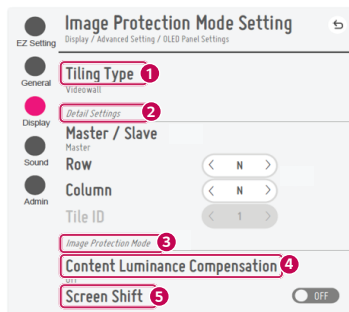 Image Protection Mode Setting
Display / Advanced Setting / OLED Panel Settings
EZ Setting
General
Display
Sound
Admin
Tiling Type 1
Videowall
Detail Settings 2
Master / Slave
Master
Row < N >
Column < N >
Tile ID < 1 >
Image Protection Mode 3
Content Luminance Compensation 4
Off
Screen Shift 5 OFF